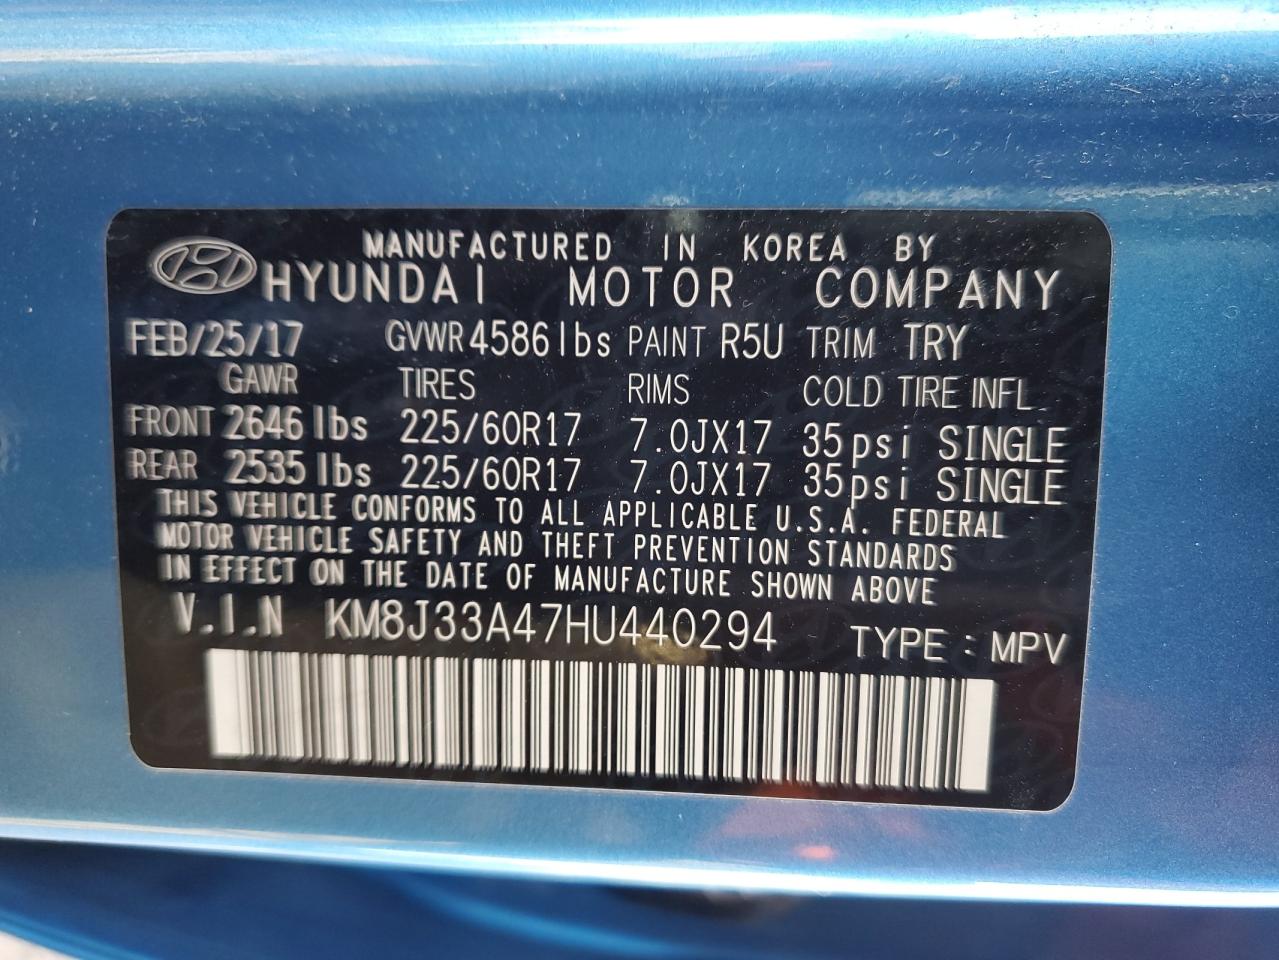 MANUFACTURED IN KOREA BY
HYUNDAI MOTOR COMPANY
FEB/25/17 GVWR 4586 lbs PAINT R5U TRIM TRY
GAWR TIRES RIMS COLD TIRE INFL.
FRONT 2646 lbs 225/60R17 7.0JX17 35psi SINGLE
REAR 2535 lbs 225/60R17 7.0JX17 35psi SINGLE
THIS VEHICLE CONFORMS TO ALL APPLICABLE U.S.A. FEDERAL
MOTOR VEHICLE SAFETY AND THEFT PREVENTION STANDARDS
IN EFFECT ON THE DATE OF MANUFACTURE SHOWN ABOVE
V.I.N KM8J33A47HU440294 TYPE : MPV